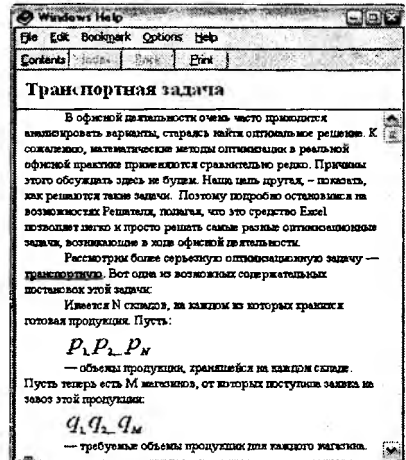 Windows Help
File Edit Bookmark Options Help
Contents Index Back Print
Транспортная задача
В офисной деятельности очень часто приходится
анализировать варианты, стараясь найти оптимальное решение. К
сожалению, математические методы оптимизации в реальной
офисной практике применяются сравнительно редко. Причины
этого обсуждать здесь не будем. Наша цель другая, – показать,
как решаются такие задачи. Поэтому подробно остановимся на
возможностях Решателя, полагая, что это средство Excel
позволяет легко и просто решать самые разные оптимизационные
задачи, возникающие в ходе офисной деятельности.
Рассмотрим более серьезную оптимизационную задачу —
транспортную. Вот одна из возможных содержательных
постановок этой задачи:
Имеется N складов, на каждом из которых хранится
готовая продукция. Пусть:
P1, P2,... PN
— объемы продукции, хранящейся на каждом складе.
Пусть теперь есть M магазинов, от которых поступила заявка на
завоз этой продукции:
q1, q2,... qM
— требуемые объемы продукции для каждого магазина.